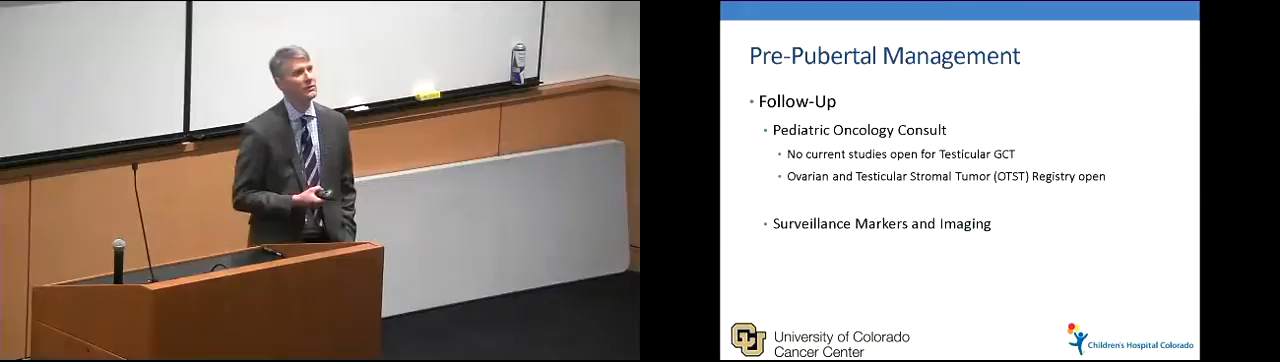 Pre-Pubertal Management
• Follow-Up
• Pediatric Oncology Consult
• No current studies open for Testicular GCT
• Ovarian and Testicular Stromal Tumor (OTST) Registry open
• Surveillance Markers and Imaging
CU
University of Colorado
Cancer Center
Children's Hospital Colorado